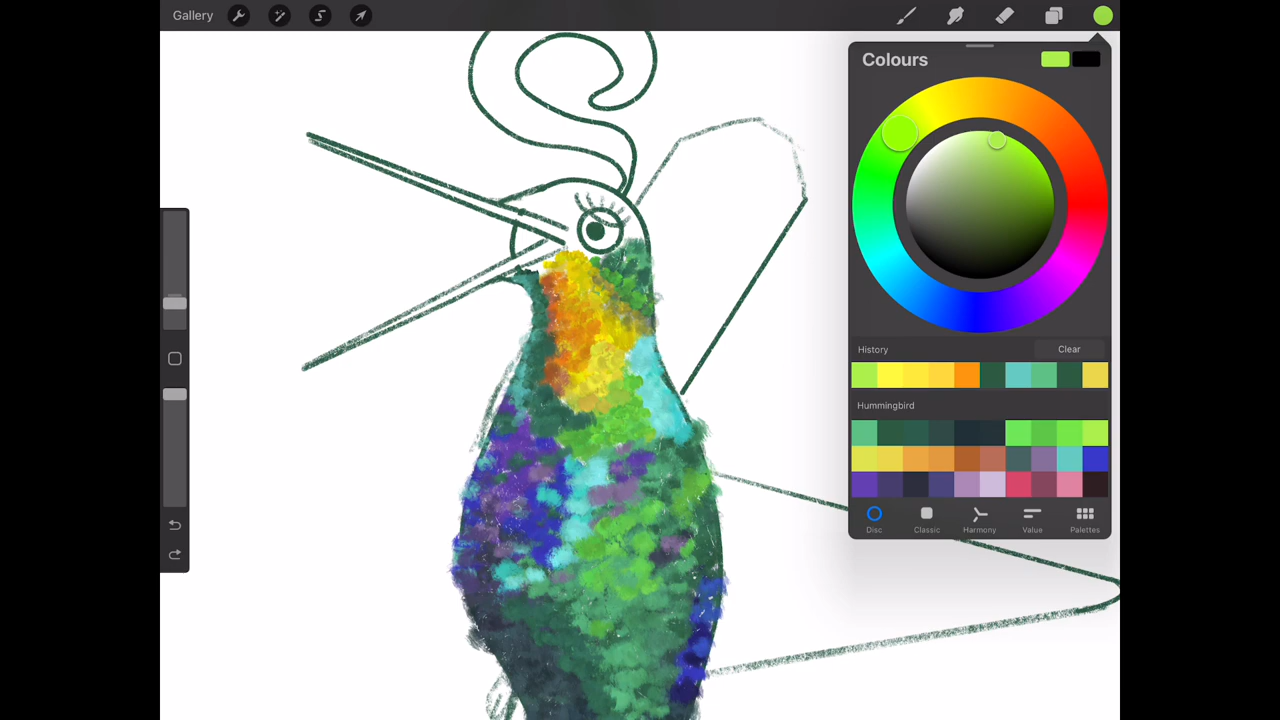 Gallery
Colours
History Clear
Hummingbird
Disc Classic Harmony Value Palettes